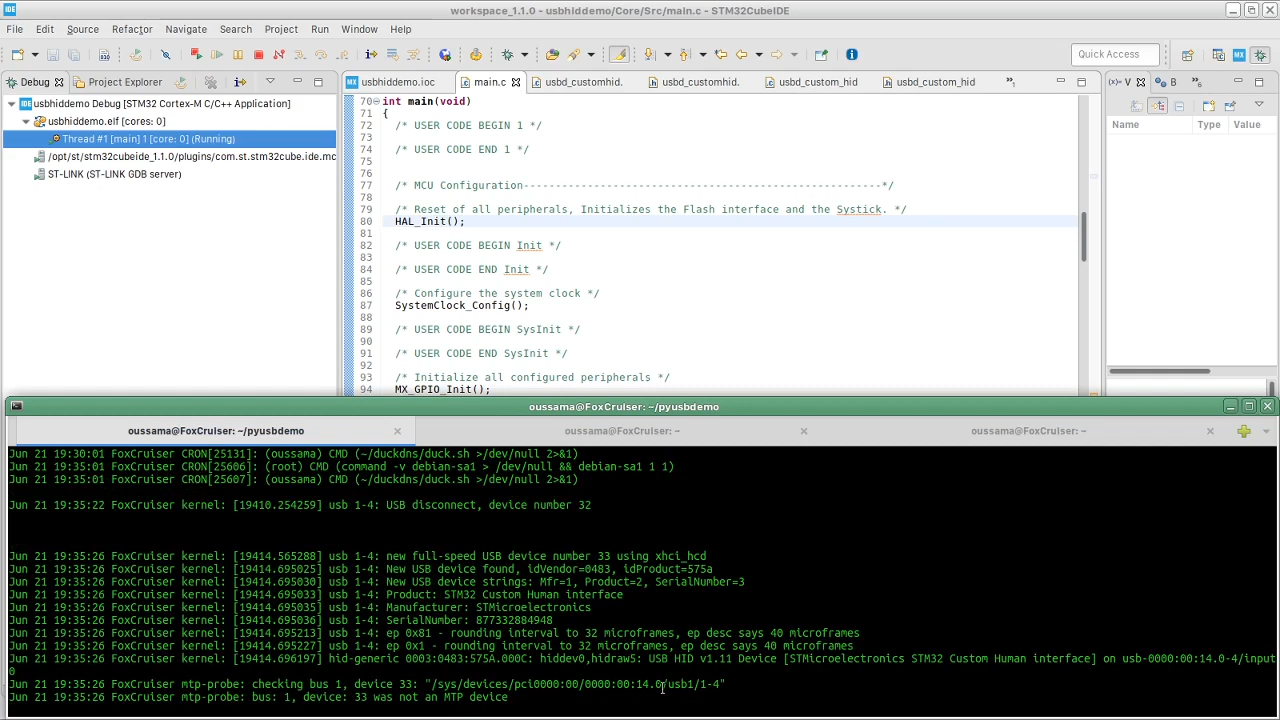 workspace_1.1.0 - usbhiddemo/Core/Src/main.c - STM32CubeIDE
File Edit Source Refactor Navigate Search Project Run Window Help
Quick Access
Debug Project Explorer
usbhiddemo.ioc main.c usbd_customhid. usbd_customhid. usbd_custom_hid usbd_custom_hid
V B
usbhiddemo Debug [STM32 Cortex-M C/C++ Application]
usbhiddemo.elf [cores: 0]
Thread #1 [main] 1 [core: 0] (Running)
/opt/st/stm32cubeide_1.1.0/plugins/com.st.stm32cube.ide.mc
ST-LINK (ST-LINK GDB server)
Name Type Value
70 int main(void)
71 {
72 /* USER CODE BEGIN 1 */
73
74 /* USER CODE END 1 */
75
76
77 /* MCU Configuration--------------------------------------------------------*/
78
79 /* Reset of all peripherals, Initializes the Flash interface and the Systick. */
80 HAL_Init();
81
82 /* USER CODE BEGIN Init */
83
84 /* USER CODE END Init */
85
86 /* Configure the system clock */
87 SystemClock_Config();
88
89 /* USER CODE BEGIN SysInit */
90
91 /* USER CODE END SysInit */
92
93 /* Initialize all configured peripherals */
94 MX_GPIO_Init();
oussama@FoxCruiser: ~/pyusbdemo
oussama@FoxCruiser: ~/pyusbdemo oussama@FoxCruiser: ~ oussama@FoxCruiser: ~
Jun 21 19:30:01 FoxCruiser CRON[25131]: (oussama) CMD (~/duckdns/duck.sh >/dev/null 2>&1)
Jun 21 19:35:01 FoxCruiser CRON[25606]: (root) CMD (command -v debian-sa1 > /dev/null && debian-sa1 1 1)
Jun 21 19:35:01 FoxCruiser CRON[25607]: (oussama) CMD (~/duckdns/duck.sh >/dev/null 2>&1)
Jun 21 19:35:22 FoxCruiser kernel: [19410.254259] usb 1-4: USB disconnect, device number 32
Jun 21 19:35:26 FoxCruiser kernel: [19414.565288] usb 1-4: new full-speed USB device number 33 using xhci_hcd
Jun 21 19:35:26 FoxCruiser kernel: [19414.695025] usb 1-4: New USB device found, idVendor=0483, idProduct=575a
Jun 21 19:35:26 FoxCruiser kernel: [19414.695030] usb 1-4: New USB device strings: Mfr=1, Product=2, SerialNumber=3
Jun 21 19:35:26 FoxCruiser kernel: [19414.695033] usb 1-4: Product: STM32 Custom Human interface
Jun 21 19:35:26 FoxCruiser kernel: [19414.695035] usb 1-4: Manufacturer: STMicroelectronics
Jun 21 19:35:26 FoxCruiser kernel: [19414.695036] usb 1-4: SerialNumber: 877332884948
Jun 21 19:35:26 FoxCruiser kernel: [19414.695213] usb 1-4: ep 0x81 - rounding interval to 32 microframes, ep desc says 40 microframes
Jun 21 19:35:26 FoxCruiser kernel: [19414.695227] usb 1-4: ep 0x1 - rounding interval to 32 microframes, ep desc says 40 microframes
Jun 21 19:35:26 FoxCruiser kernel: [19414.696197] hid-generic 0003:0483:575A.000C: hiddev0,hidraw5: USB HID v1.11 Device [STMicroelectronics STM32 Custom Human interface] on usb-0000:00:14.0-4/input
0
Jun 21 19:35:26 FoxCruiser mtp-probe: checking bus 1, device 33: "/sys/devices/pci0000:00/0000:00:14.0/usb1/1-4"
Jun 21 19:35:26 FoxCruiser mtp-probe: bus: 1, device: 33 was not an MTP device